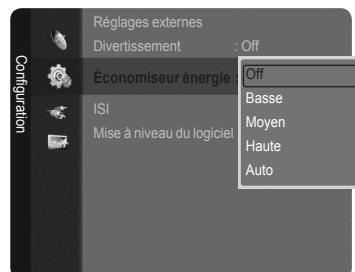 Configuration
Réglages externes
Divertissement : Off
Économiseur énergie : Off
Basse
ISI
Moyen
Mise à niveau du logiciel
Haute
Auto